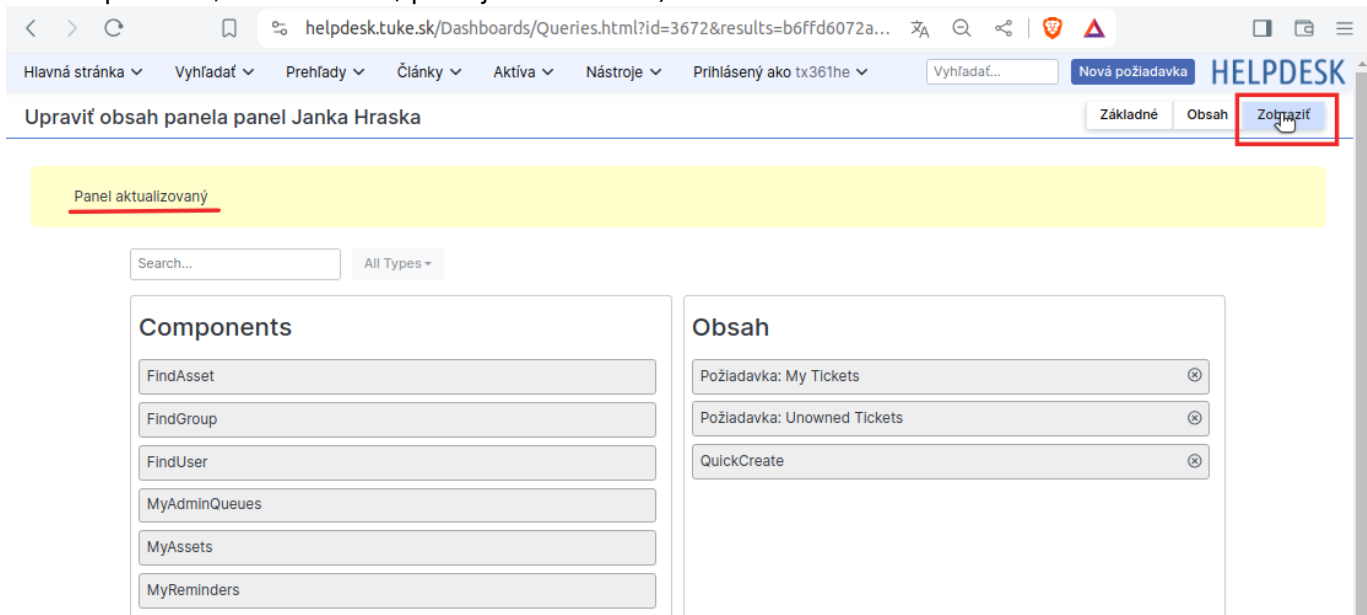 helpdesk.tuke.sk/Dashboards/Queries.html?id=3672&results=b6ffd6072a...
Hlavná stránka Vyhľadať Prehľady Články Aktíva Nástroje Prihlásený ako tx361he Vyhľadať... Nová požiadavka HELPDESK
Upraviť obsah panela panel Janka Hraska Základné Obsah Zobraziť
Panel aktualizovaný
Search... All Types
Components
FindAsset
FindGroup
FindUser
MyAdminQueues
MyAssets
MyReminders
Obsah
Požiadavka: My Tickets
Požiadavka: Unowned Tickets
QuickCreate